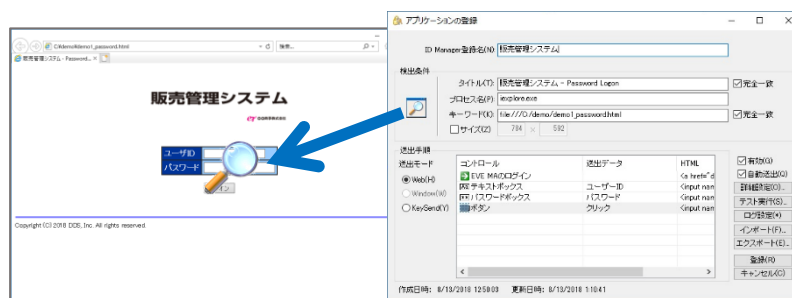 C:\demo\demo1_password.html
検索...
販売管理システム - Password...
販売管理システム
ユーザID
パスワード
Copyright (C) 2018 DDS, Inc. All rights reserved.
アプリケーションの登録
ID Manager登録名(N) 販売管理システム
検出条件
タイトル(T): 販売管理システム - Password Logon 完全一致
プロセス名(P) iexplore.exe
キーワード(K): file:///D:/demo/demo1_password.html 完全一致
サイズ(Z) 784 × 592
送出手順
送出モード
Web(H)
Window(W)
KeySend(Y)
コントロール 送出データ HTML
EVE MAのログイン <a href="d
テキストボックス ユーザーID <input nan
パスワードボックス パスワード <input nan
ボタン クリック <input nan
有効(G)
自動送出(Q)
詳細設定(O)...
テスト実行(S)...
ログ設定(*)
インポート(F)...
エクスポート(E)...
登録(R)
キャンセル(C)
作成日時: 8/13/2018 12:58:03 更新日時: 8/13/2018 1:10:41